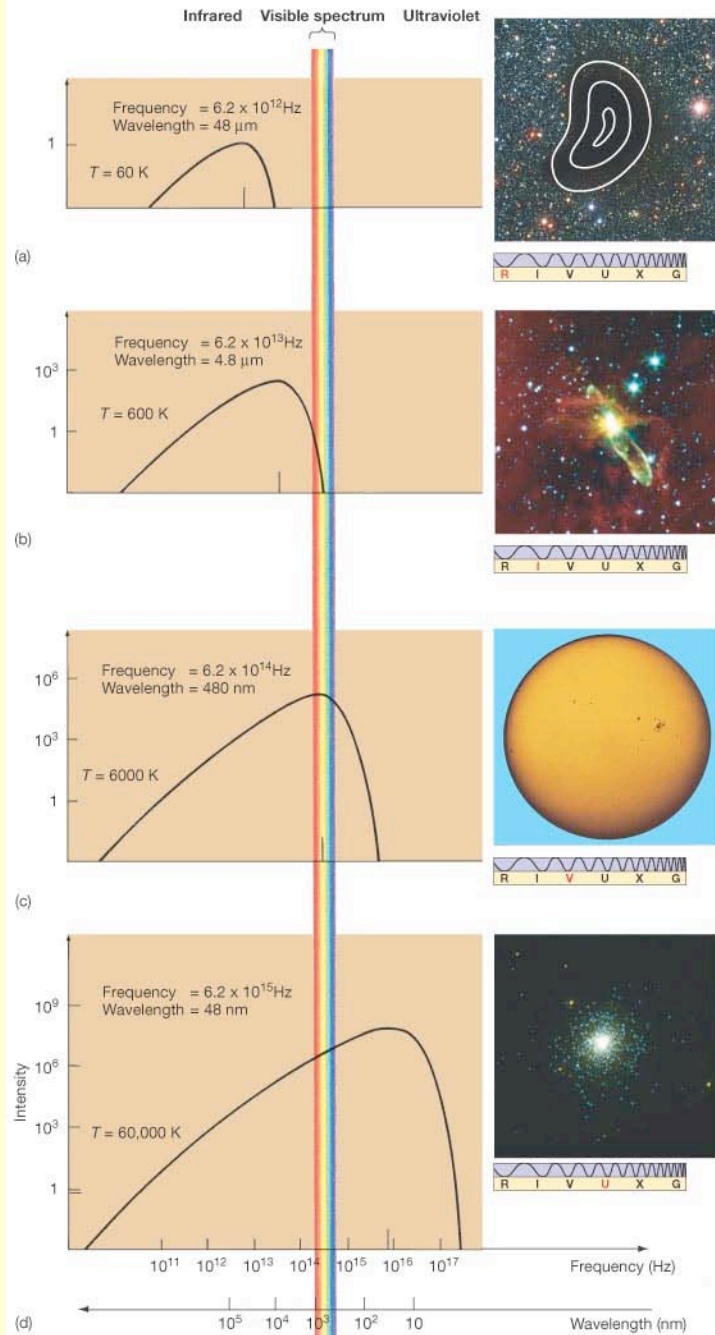 Infrared Visible spectrum Ultraviolet
Frequency = 6.2 x 10¹²Hz
Wavelength = 48 μm
1
T = 60 K
(a)
R I V U X G
Frequency = 6.2 x 10¹³Hz
Wavelength = 4.8 μm
10³
T = 600 K
1
(b)
R I V U X G
Frequency = 6.2 x 10¹⁴Hz
Wavelength = 480 nm
10⁶
10³
T = 6000 K
1
(c)
R I V U X G
Frequency = 6.2 x 10¹⁵Hz
Wavelength = 48 nm
10⁹
10⁶
Intensity
10³
T = 60,000 K
1
R I V U X G
10¹¹ 10¹² 10¹³ 10¹⁴ 10¹⁵ 10¹⁶ 10¹⁷ Frequency (Hz)
(d) 10⁵ 10⁴ 10³ 10² 10 Wavelength (nm)